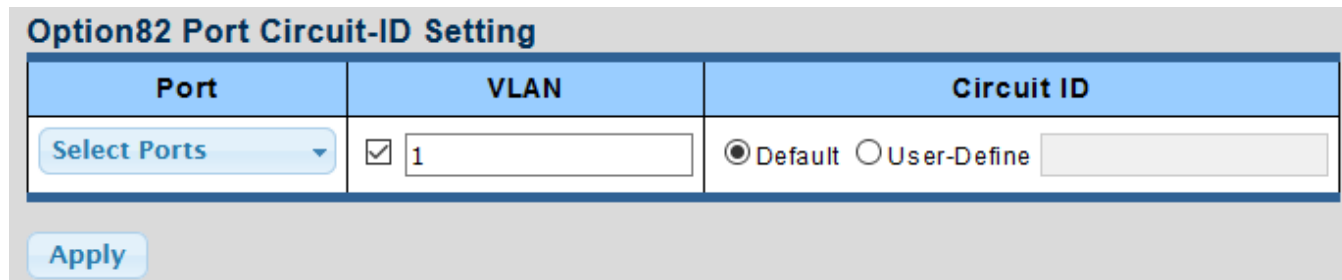 Option82 Port Circuit-ID Setting
Port VLAN Circuit ID
Select Ports 1 Default User-Define
Apply